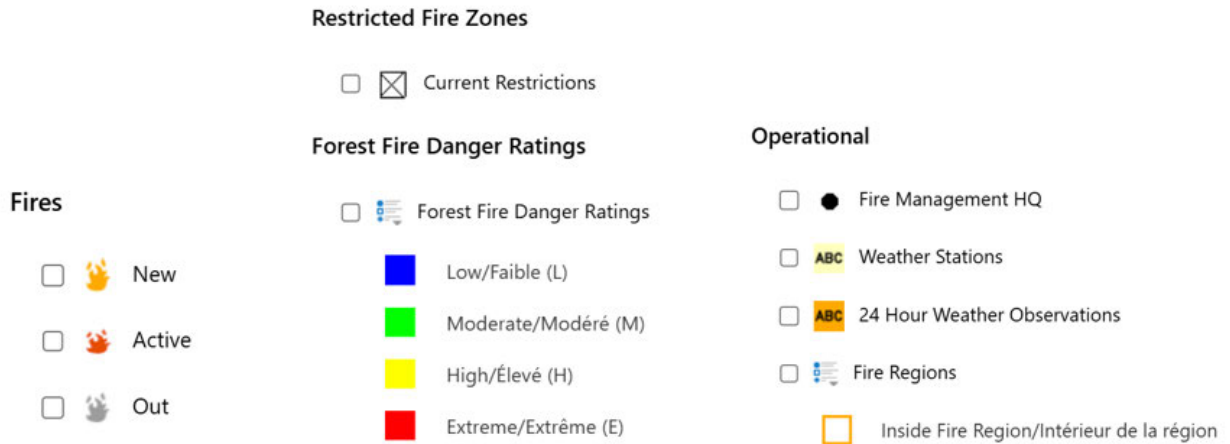 Restricted Fire Zones
Current Restrictions
Forest Fire Danger Ratings
Forest Fire Danger Ratings
Low/Faible (L)
Moderate/Modéré (M)
High/Élevé (H)
Extreme/Extrême (E)
Fires
New
Active
Out
Operational
Fire Management HQ
ABC Weather Stations
ABC 24 Hour Weather Observations
Fire Regions
Inside Fire Region/Intérieur de la région